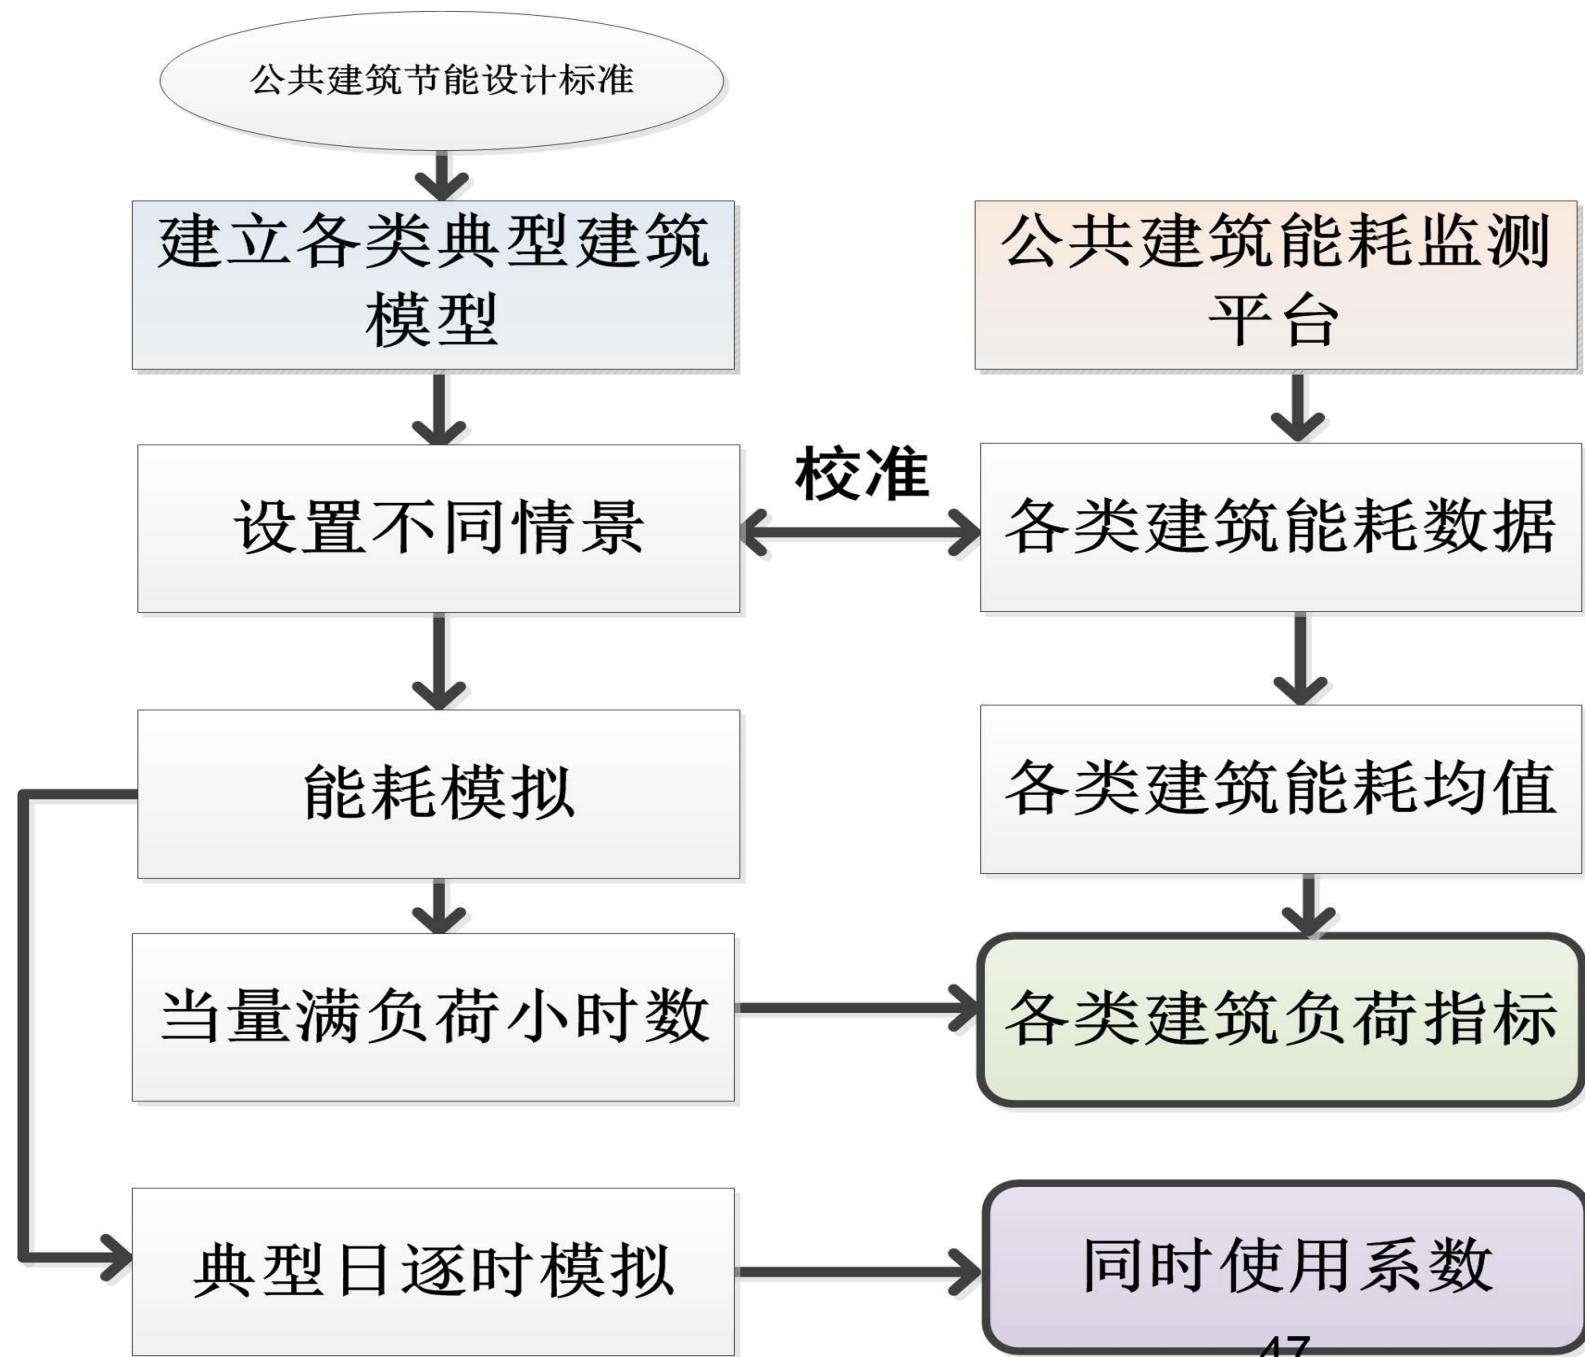 公共建筑节能设计标准
建立各类典型建筑
模型
公共建筑能耗监测
平台
设置不同情景
校准
各类建筑能耗数据
能耗模拟
各类建筑能耗均值
当量满负荷小时数
各类建筑负荷指标
典型日逐时模拟
同时使用系数
47